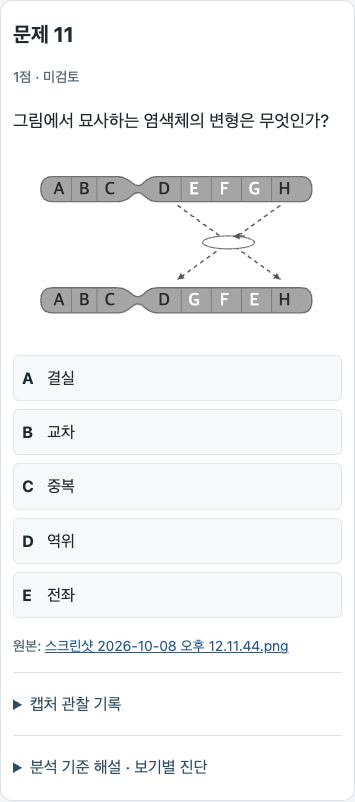 문제 11
1점 · 미검토
그림에서 묘사하는 염색체의 변형은 무엇인가?
A B C D E F G H
A B C D G F E H
A 결실
B 교차
C 중복
D 역위
E 전좌
원본: 스크린샷 2026-10-08 오후 12.11.44.png
▶ 캡처 관찰 기록
▶ 분석 기준 해설 · 보기별 진단